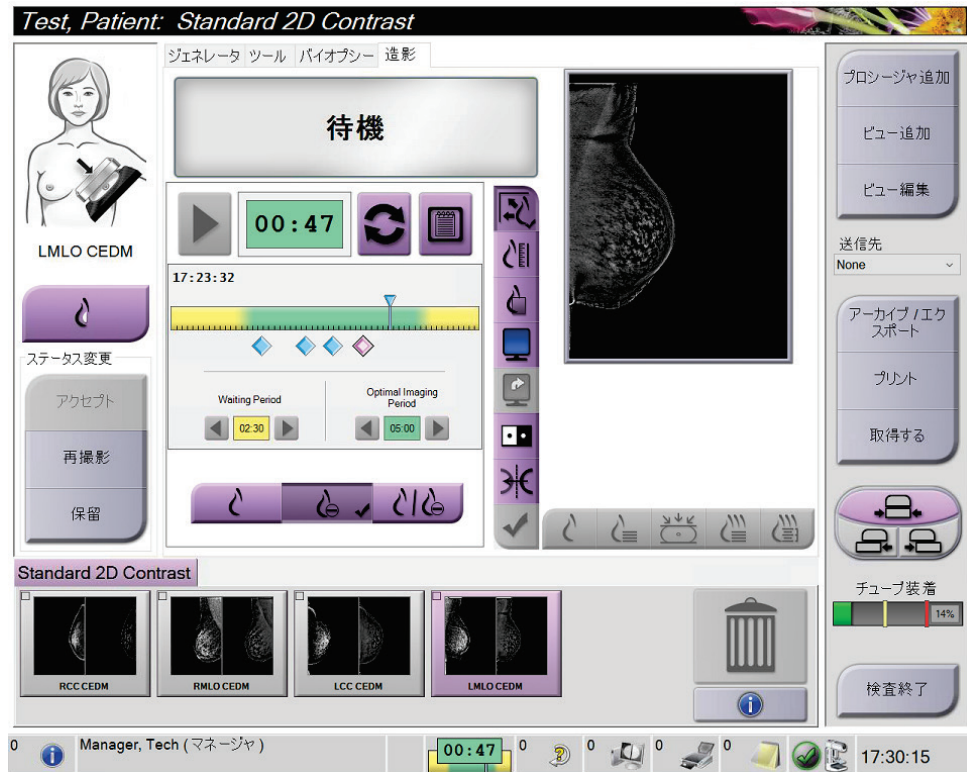 Test, Patient: Standard 2D Contrast
ジェネレータ ツール バイオプシー 造影
待機
LMLO CEDM
00:47
17:23:32
Waiting Period
Optimal Imaging
Period
02:30
05:00
ステータス変更
アクセプト
再撮影
保留
プロシージャ追加
ビュー追加
ビュー編集
送信先
None
アーカイブ / エク
スポート
プリント
取得する
チューブ装着
14%
検査終了
Standard 2D Contrast
RCC CEDM
RMLO CEDM
LCC CEDM
LMLO CEDM
0
Manager, Tech ( マネージャ )
00:47
0
0
0
0
17:30:15